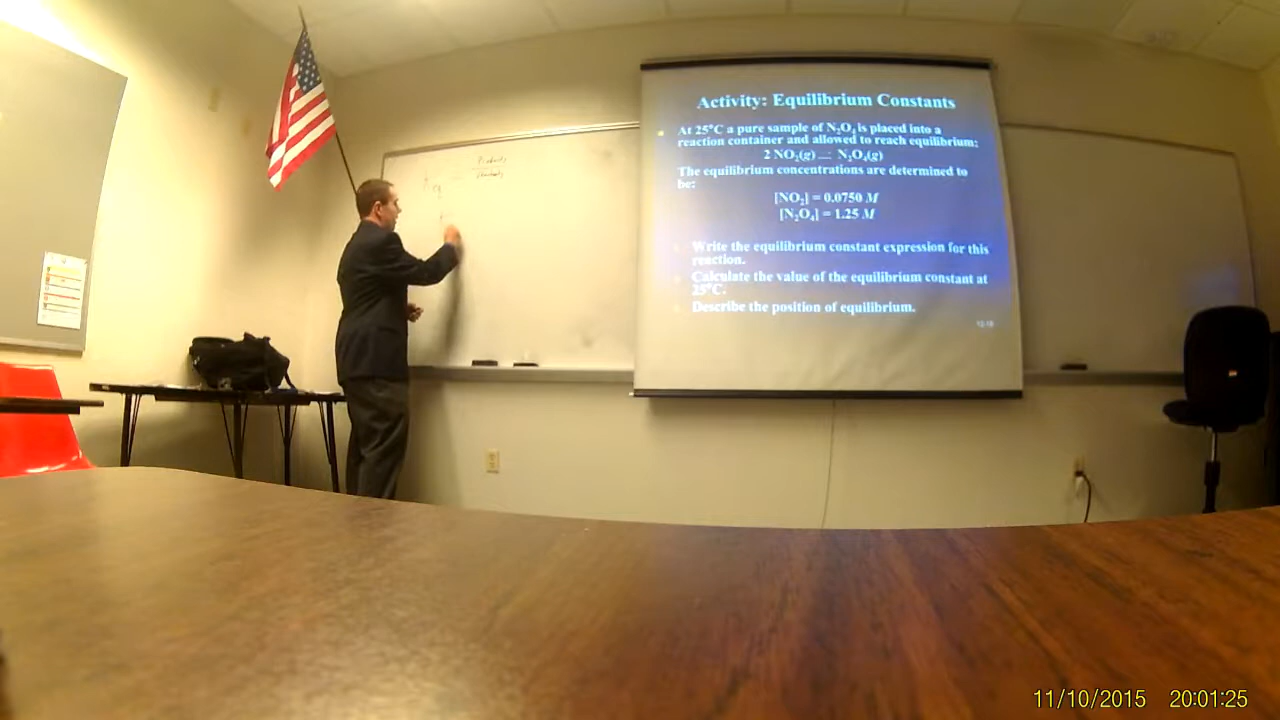 Activity: Equilibrium Constants
At 25°C a pure sample of N₂O₄ is placed into a
reaction container and allowed to reach equilibrium:
2 NO₂(g) N₂O₄(g)
The equilibrium concentrations are determined to
be:
[NO₂] = 0.0750 M
[N₂O₄] = 1.25 M
Write the equilibrium constant expression for this
reaction.
Calculate the value of the equilibrium constant at
25°C.
Describe the position of equilibrium.
Keq = Products
11/10/2015 20:01:25